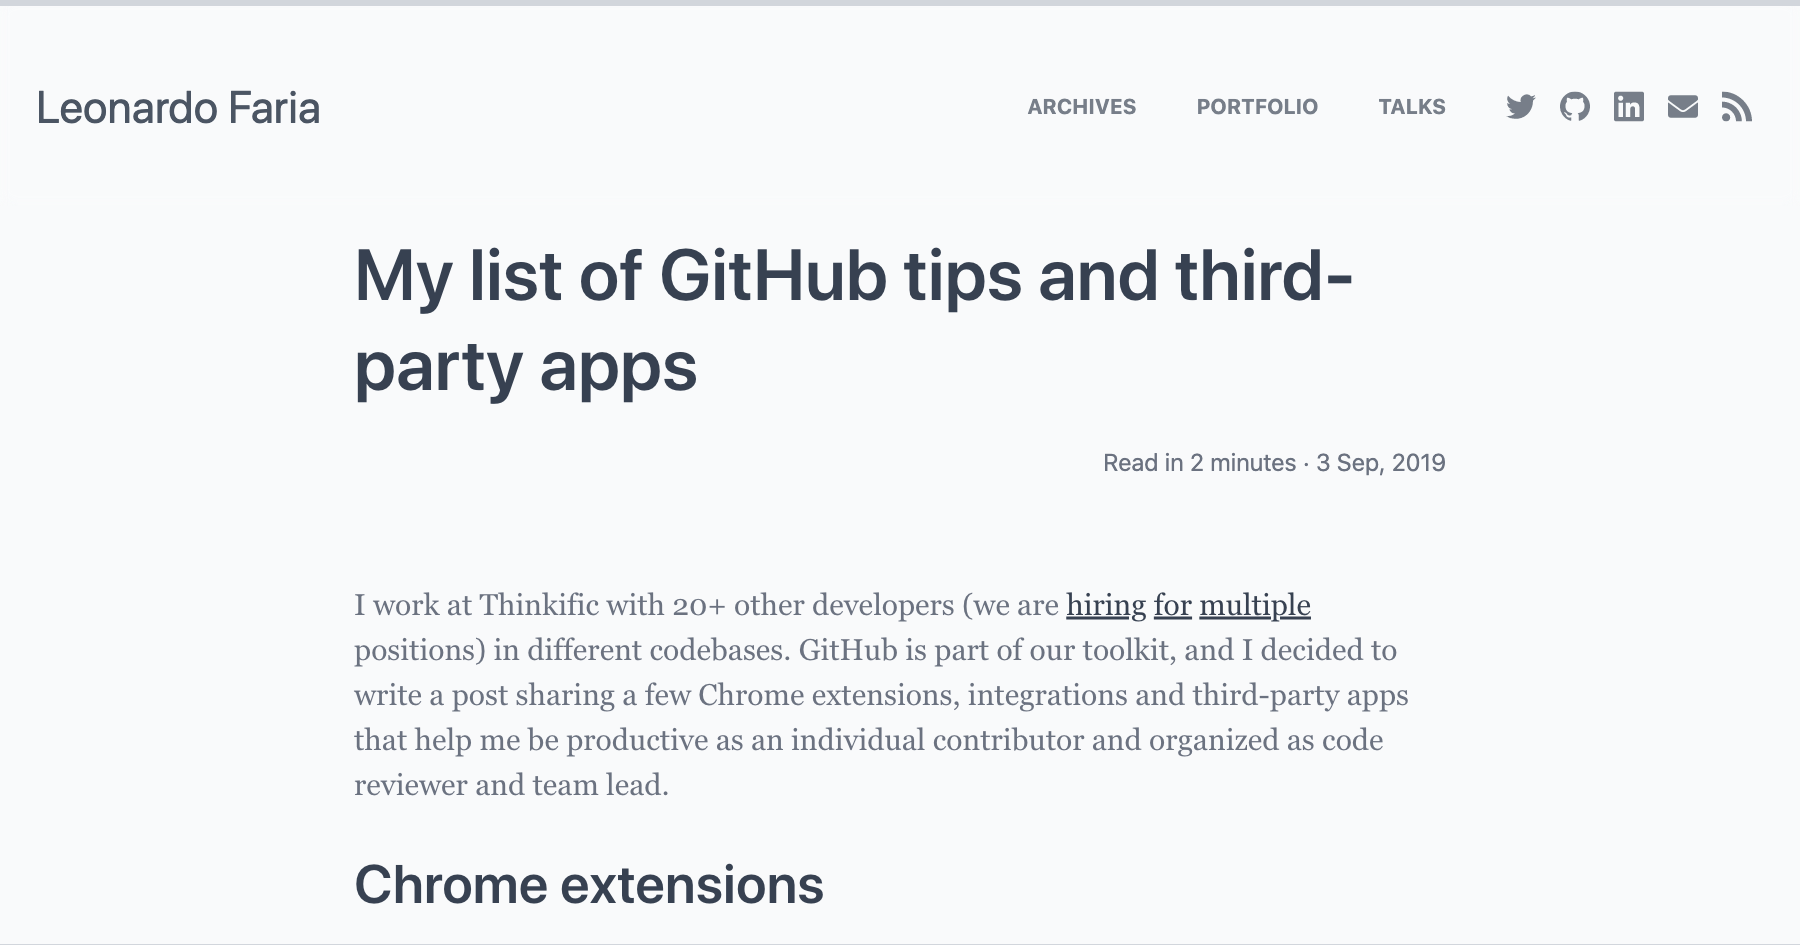 Leonardo Faria
ARCHIVES PORTFOLIO TALKS
My list of GitHub tips and third-
party apps
Read in 2 minutes · 3 Sep, 2019
I work at Thinkific with 20+ other developers (we are hiring for multiple
positions) in different codebases. GitHub is part of our toolkit, and I decided to
write a post sharing a few Chrome extensions, integrations and third-party apps
that help me be productive as an individual contributor and organized as code
reviewer and team lead.
Chrome extensions